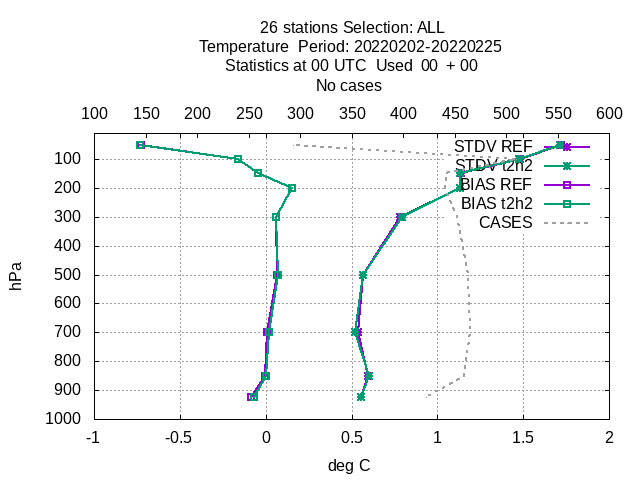 26 stations Selection: ALL
Temperature  Period: 20220202-20220225
Statistics at 00 UTC  Used  00  + 00
No cases
100 150 200 250 300 350 400 450 500 550 600
STDV REF
STDV t2h2
BIAS REF
BIAS t2h2
CASES
100
200
300
400
500
600
700
800
900
1000
hPa
-1 -0.5 0 0.5 1 1.5 2
deg C